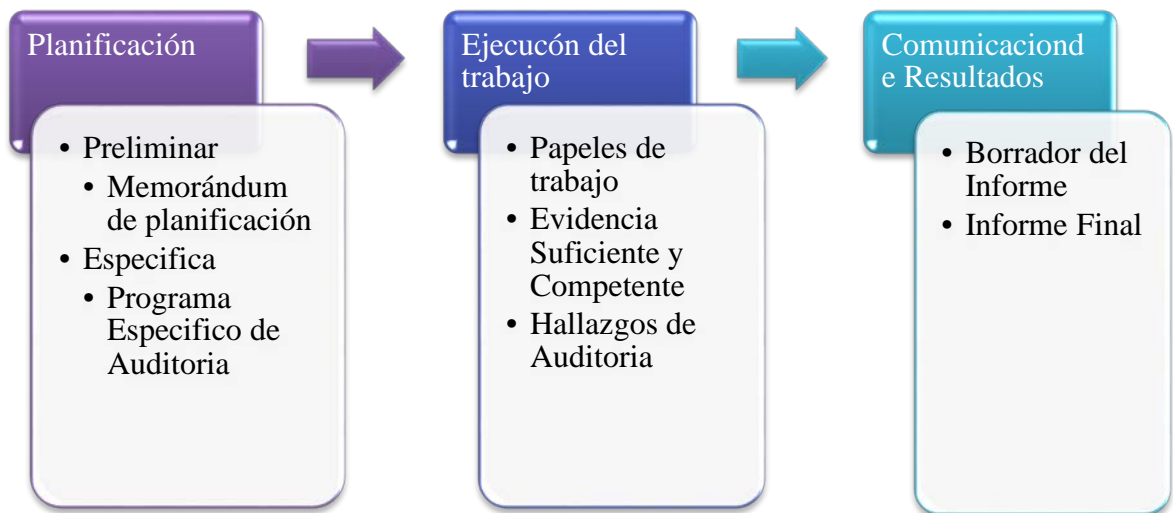 Planificación
• Preliminar
• Memorándum
de planificación
• Especifica
• Programa
Especifico de
Auditoria
Ejecucón del
trabajo
• Papeles de
trabajo
• Evidencia
Suficiente y
Competente
• Hallazgos de
Auditoria
Comunicaciond
e Resultados
• Borrador del
Informe
• Informe Final